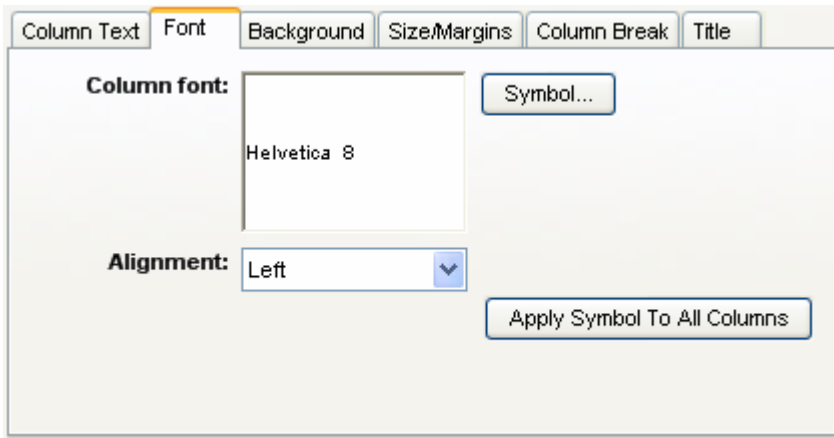 Column Text Font Background Size/Margins Column Break Title
Column font: Symbol...
Helvetica 8
Alignment: Left
Apply Symbol To All Columns